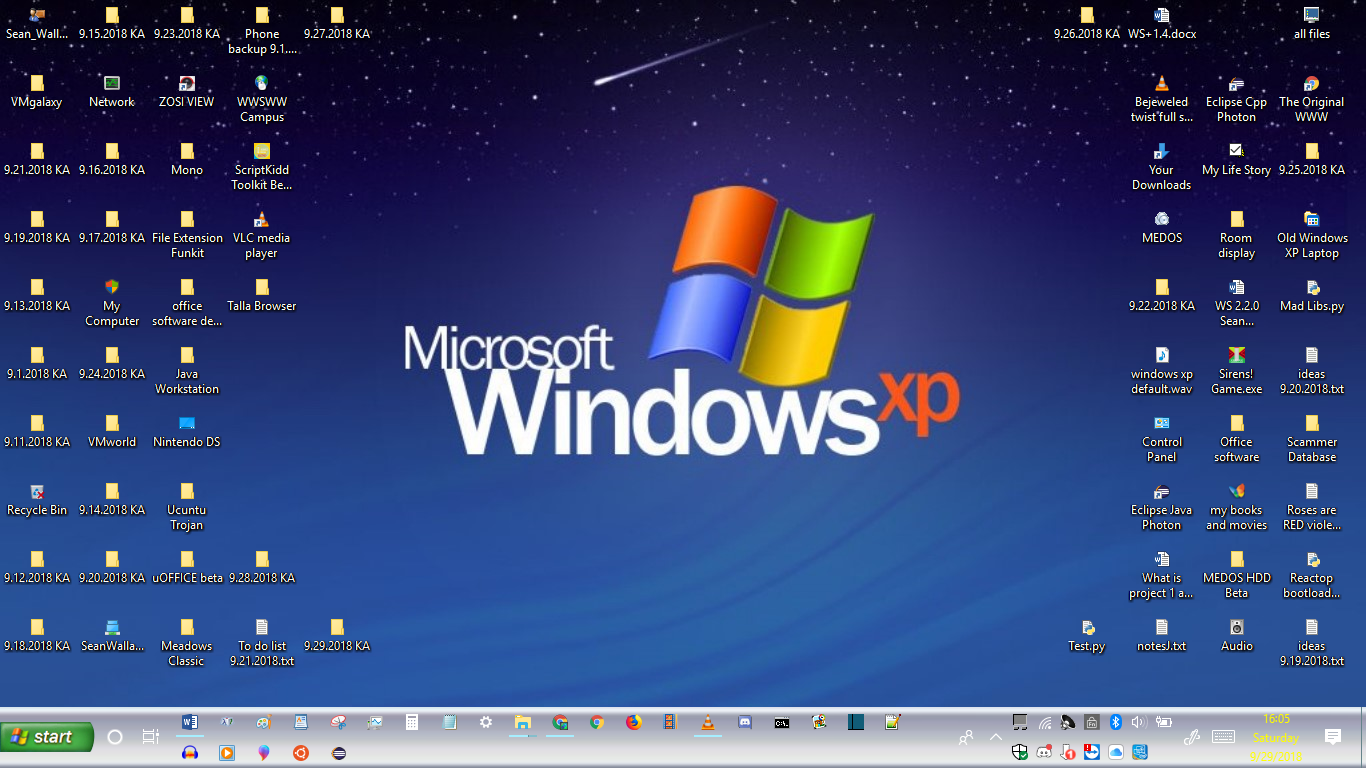 Sean_Wall...
9.15.2018 KA
9.23.2018 KA
Phone
backup 9.1....
9.27.2018 KA
9.26.2018 KA
WS+1.4.docx
all files
VMgalaxy
Network
ZOSI VIEW
WWSWW
Campus
Bejeweled
twist full s...
Eclipse Cpp
Photon
The Original
WWW
9.21.2018 KA
9.16.2018 KA
Mono
ScriptKidd
Toolkit Be...
Your
Downloads
My Life Story
9.25.2018 KA
9.19.2018 KA
9.17.2018 KA
File Extension
Funkit
VLC media
player
MEDOS
Room
display
Old Windows
XP Laptop
9.13.2018 KA
My
Computer
office
software de...
Talla Browser
9.22.2018 KA
WS 2.2.0
Sean...
Mad Libs.py
Microsoft
Windows xp
9.1.2018 KA
9.24.2018 KA
Java
Workstation
windows xp
default.wav
Sirens!
Game.exe
ideas
9.20.2018.txt
9.11.2018 KA
VMworld
Nintendo DS
Control
Panel
Office
software
Scammer
Database
Recycle Bin
9.14.2018 KA
Ucuntu
Trojan
Eclipse Java
Photon
my books
and movies
Roses are
RED viole...
9.12.2018 KA
9.20.2018 KA
uOFFICE beta
9.28.2018 KA
What is
project 1 a...
MEDOS HDD
Beta
Reactop
bootload...
9.18.2018 KA
SeanWalla...
Meadows
Classic
To do list
9.21.2018.txt
9.29.2018 KA
Test.py
notesJ.txt
Audio
ideas
9.19.2018.txt
start
16:05
Saturday
9/29/2018